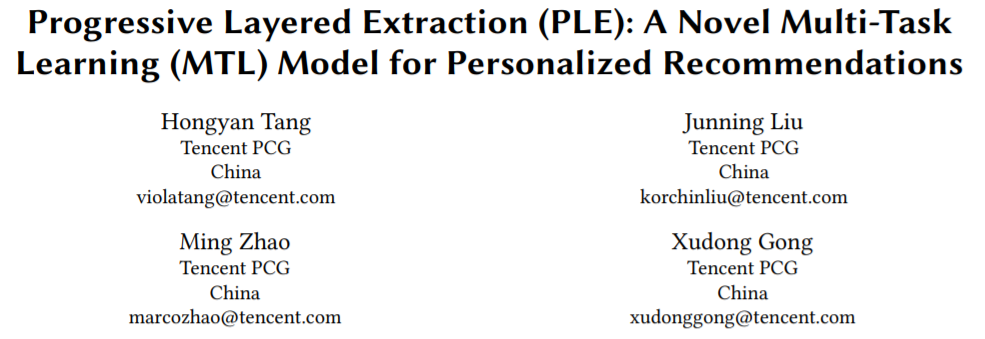 Progressive Layered Extraction (PLE): A Novel Multi-Task
Learning (MTL) Model for Personalized Recommendations
Hongyan Tang
Tencent PCG
China
violatang@tencent.com
Junning Liu
Tencent PCG
China
korchinliu@tencent.com
Ming Zhao
Tencent PCG
China
marcozhao@tencent.com
Xudong Gong
Tencent PCG
China
xudonggong@tencent.com